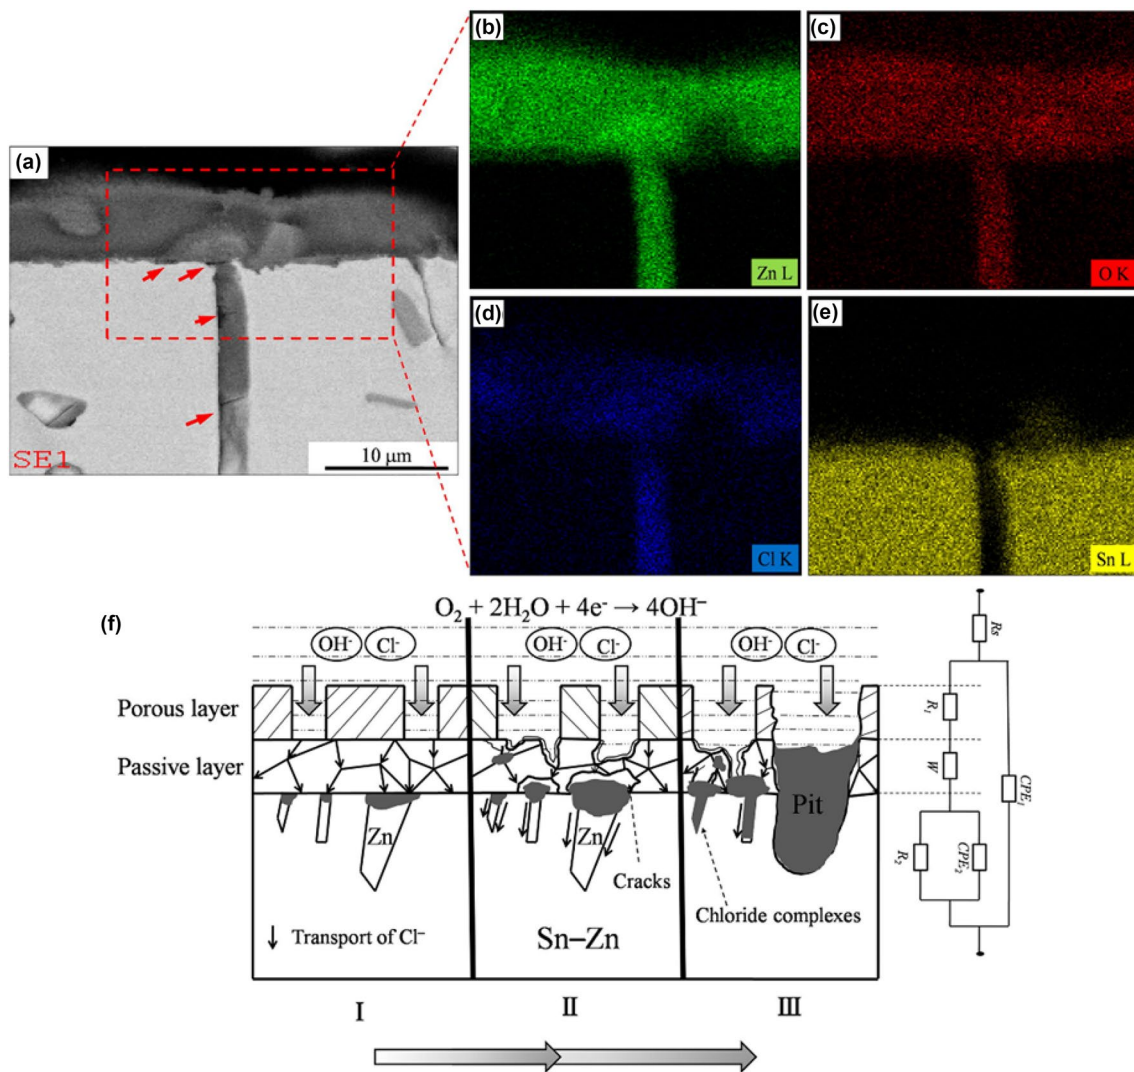 (a)
SE1
10 μm
(b)
Zn L
(c)
O K
(d)
Cl K
(e)
Sn L
(f)
O₂ + 2H₂O + 4e⁻ → 4OH⁻
OH⁻ Cl⁻
OH⁻ Cl⁻
OH⁻ Cl⁻
Porous layer
Passive layer
Zn
Zn
Pit
Cracks
Chloride complexes
Transport of Cl⁻
Sn–Zn
I
II
III
Rs
R₁
W
CPE₁
R₂
CPE₂